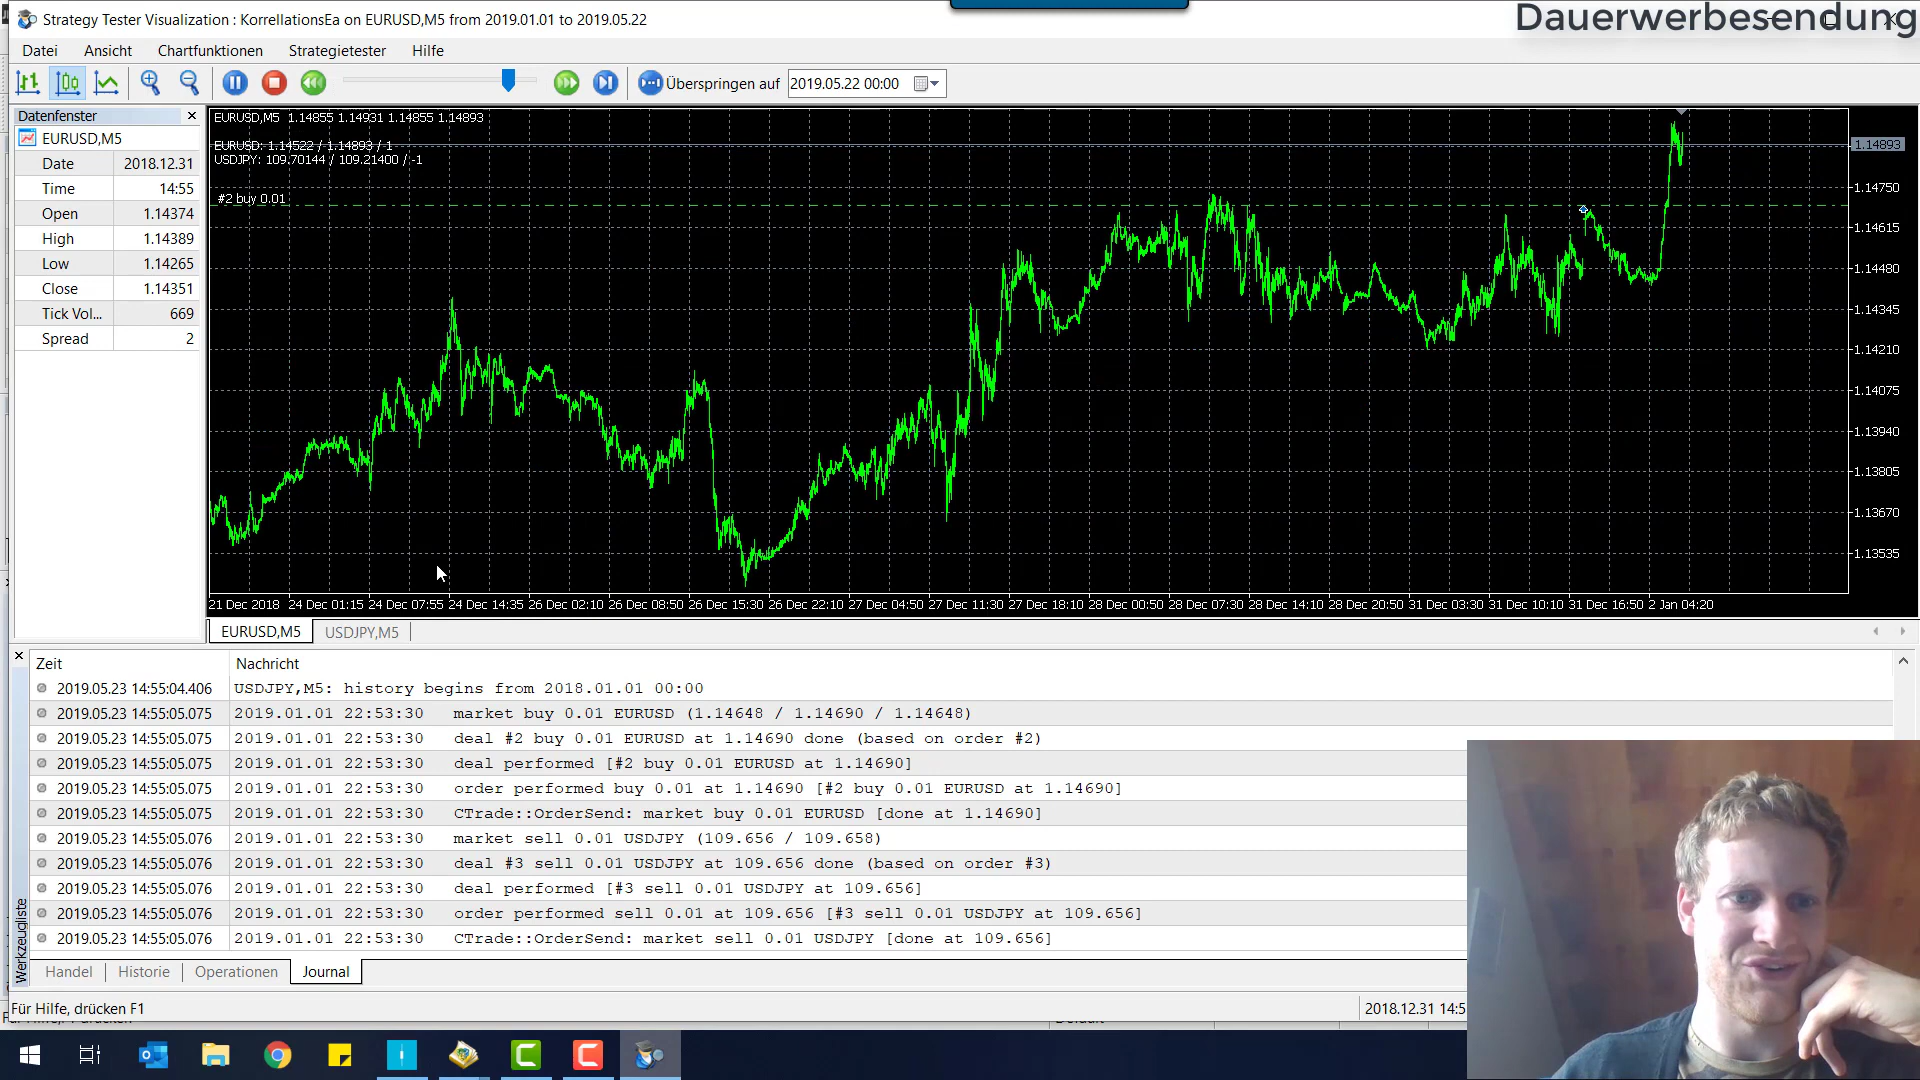 Strategy Tester Visualization : KorrellationsEa on EURUSD,M5 from 2019.01.01 to 2019.05.22
Dauerwerbesendung
Datei Ansicht Chartfunktionen Strategietester Hilfe
Überspringen auf 2019.05.22 00:00
Datenfenster
EURUSD,M5
Date 2018.12.31
Time 14:55
Open 1.14374
High 1.14389
Low 1.14265
Close 1.14351
Tick Vol... 669
Spread 2
EURUSD,M5 1.14855 1.14931 1.14855 1.14893
EURUSD: 1.14522 / 1.14893 / 1
USDJPY: 109.70144 / 109.21400 / -1
#2 buy 0.01
1.14893
1.14750
1.14615
1.14480
1.14345
1.14210
1.14075
1.13940
1.13805
1.13670
1.13535
21 Dec 2018 24 Dec 01:15 24 Dec 07:55 24 Dec 14:35 26 Dec 02:10 26 Dec 08:50 26 Dec 15:30 26 Dec 22:10 27 Dec 04:50 27 Dec 11:30 27 Dec 18:10 28 Dec 00:50 28 Dec 07:30 28 Dec 14:10 28 Dec 20:50 31 Dec 03:30 31 Dec 10:10 31 Dec 16:50 2 Jan 04:20
EURUSD,M5 USDJPY,M5
Zeit Nachricht
2019.05.23 14:55:04.406 USDJPY,M5: history begins from 2018.01.01 00:00
2019.05.23 14:55:05.075 2019.01.01 22:53:30 market buy 0.01 EURUSD (1.14648 / 1.14690 / 1.14648)
2019.05.23 14:55:05.075 2019.01.01 22:53:30 deal #2 buy 0.01 EURUSD at 1.14690 done (based on order #2)
2019.05.23 14:55:05.075 2019.01.01 22:53:30 deal performed [#2 buy 0.01 EURUSD at 1.14690]
2019.05.23 14:55:05.075 2019.01.01 22:53:30 order performed buy 0.01 at 1.14690 [#2 buy 0.01 EURUSD at 1.14690]
2019.05.23 14:55:05.075 2019.01.01 22:53:30 CTrade::OrderSend: market buy 0.01 EURUSD [done at 1.14690]
2019.05.23 14:55:05.076 2019.01.01 22:53:30 market sell 0.01 USDJPY (109.656 / 109.658)
2019.05.23 14:55:05.076 2019.01.01 22:53:30 deal #3 sell 0.01 USDJPY at 109.656 done (based on order #3)
2019.05.23 14:55:05.076 2019.01.01 22:53:30 deal performed [#3 sell 0.01 USDJPY at 109.656]
2019.05.23 14:55:05.076 2019.01.01 22:53:30 order performed sell 0.01 at 109.656 [#3 sell 0.01 USDJPY at 109.656]
2019.05.23 14:55:05.076 2019.01.01 22:53:30 CTrade::OrderSend: market sell 0.01 USDJPY [done at 109.656]
Werkzeugliste
Handel Historie Operationen Journal
Für Hilfe, drücken F1
2018.12.31 14:5